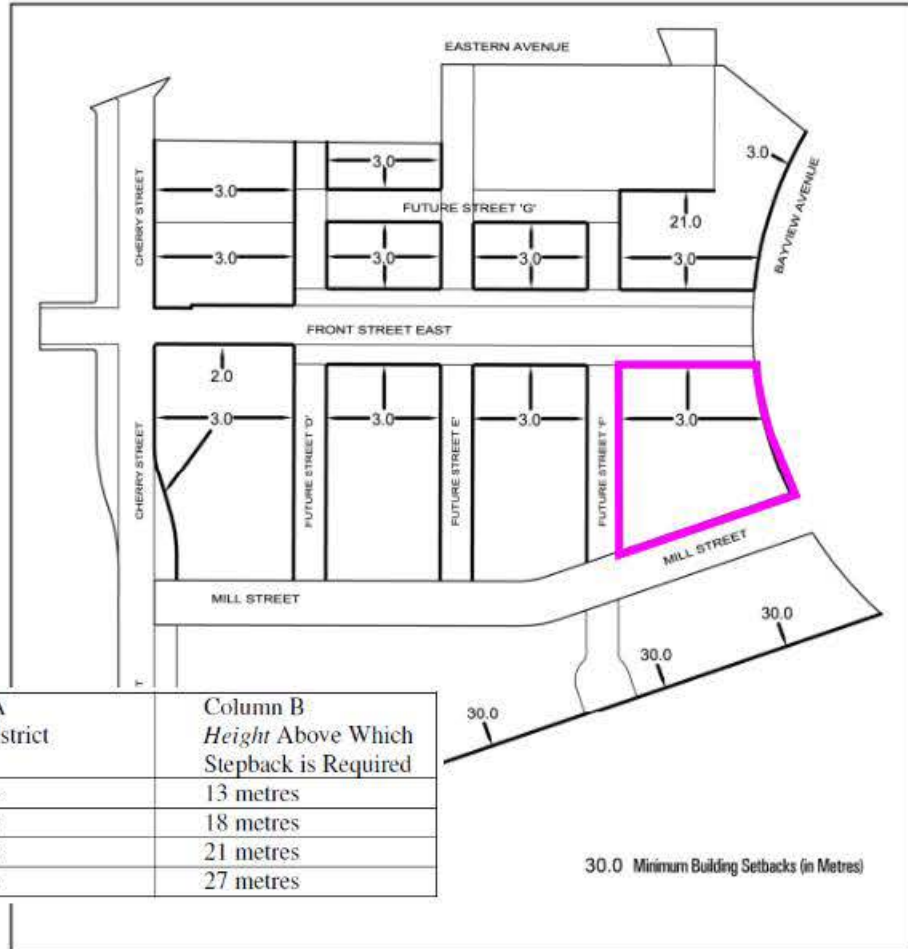 EASTERN AVENUE
CHERRY STREET
3.0
3.0
3.0
BAYVIEW AVENUE
FUTURE STREET 'G'
21.0
3.0
3.0
3.0
3.0
FRONT STREET EAST
2.0
3.0
3.0
3.0
3.0
CHERRY STREET
FUTURE STREET 'D'
FUTURE STREET E'
FUTURE STREET 'F'
MILL STREET
MILL STREET
30.0
30.0
30.0
T
A
strict
Column B
Height Above Which
Stepback is Required
13 metres
18 metres
21 metres
27 metres
30.0 Minimum Building Setbacks (in Metres)